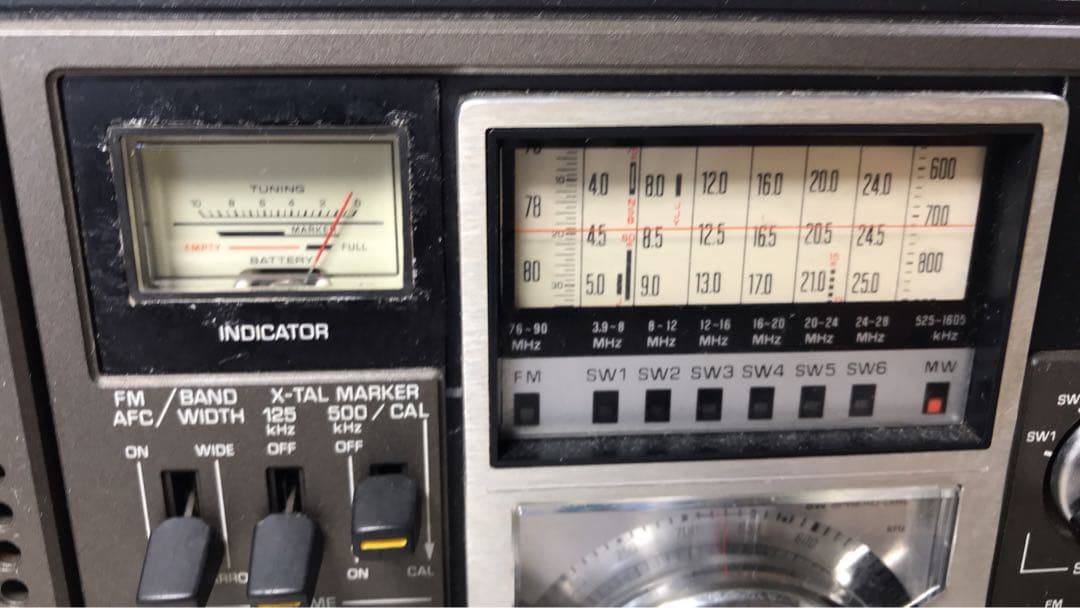 TUNING
10 8 6 4 2 0
MARKER
EMPTY FULL
BATTERY
INDICATOR
FM / BAND
AFC / WIDTH
X-TAL MARKER
125 kHz
500 / CAL
kHz
ON
WIDE
OFF
OFF
ON
CAL
4.0 8.0 12.0 16.0 20.0 24.0 600
78 700
20 4.5 60 8.5 12.5 16.5 20.5 24.5
80 5.0 9.0 13.0 17.0 21.0 25.0 800
30
76~90 MHz
3.9~8 MHz
8~12 MHz
12~16 MHz
16~20 MHz
20~24 MHz
24~28 MHz
525~1605 kHz
FM SW1 SW2 SW3 SW4 SW5 SW6 MW
SW1
FM